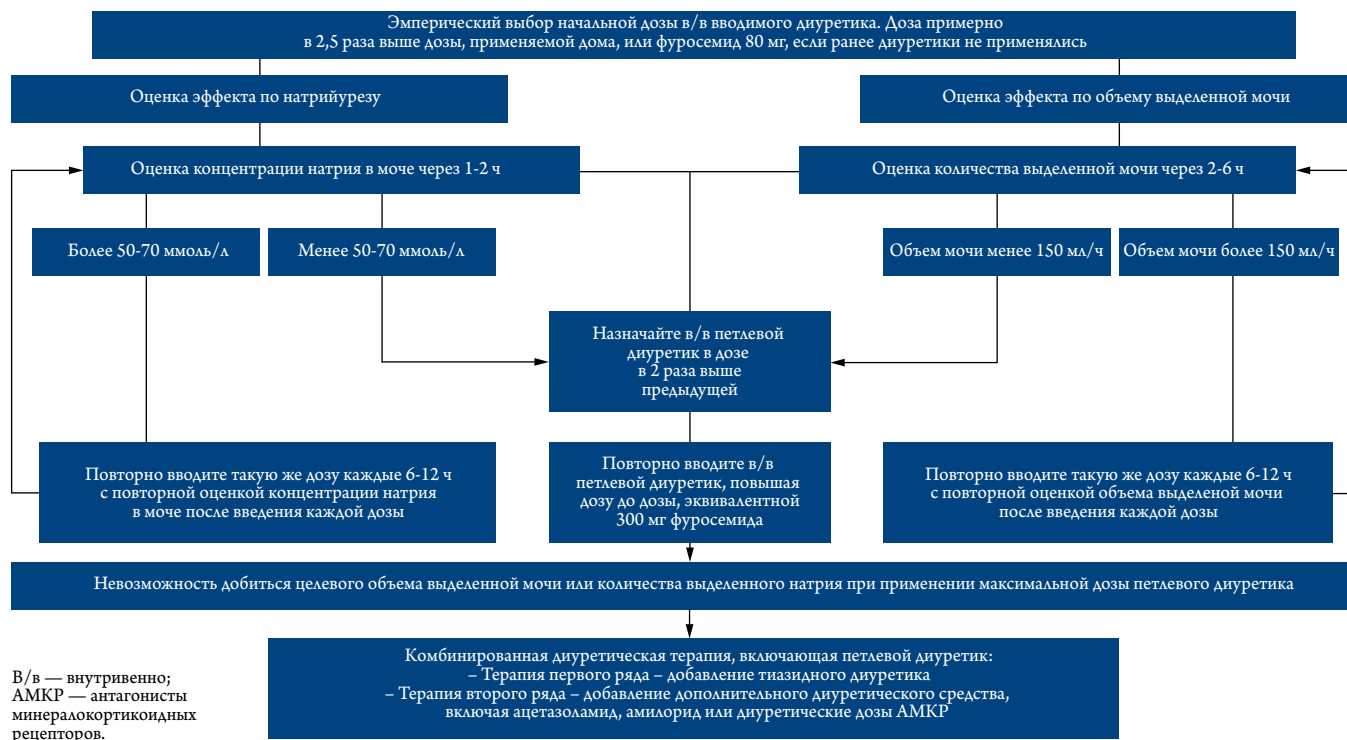 Эмперический выбор начальной дозы в/в вводимого диуретика. Доза примерно
в 2,5 раза выше дозы, применяемой дома, или фуросемид 80 мг, если ранее диуретики не применялись
Оценка эффекта по натрийурезу
Оценка эффекта по объему выделенной мочи
Оценка концентрации натрия в моче через 1-2 ч
Оценка количества выделенной мочи через 2-6 ч
Более 50-70 ммоль/л
Менее 50-70 ммоль/л
Объем мочи менее 150 мл/ч
Объем мочи более 150 мл/ч
Назначайте в/в петлевой
диуретик в дозе
в 2 раза выше
предыдущей
Повторно вводите такую же дозу каждые 6-12 ч
с повторной оценкой концентрации натрия
в моче после введения каждой дозы
Повторно вводите в/в
петлевой диуретик, повышая
дозу до дозы, эквивалентной
300 мг фуросемида
Повторно вводите такую же дозу каждые 6-12 ч
с повторной оценкой объема выделеной мочи
после введения каждой дозы
Невозможность добиться целевого объема выделенной мочи или количества выделенного натрия при применении максимальной дозы петлевого диуретика
Комбинированная диуретическая терапия, включающая петлевой диуретик:
– Терапия первого ряда – добавление тиазидного диуретика
– Терапия второго ряда – добавление дополнительного диуретического средства,
включая ацетазоламид, амилорид или диуретические дозы АМКР
В/в — внутривенно;
АМКР — антагонисты
минералокортикоидных
рецепторов.